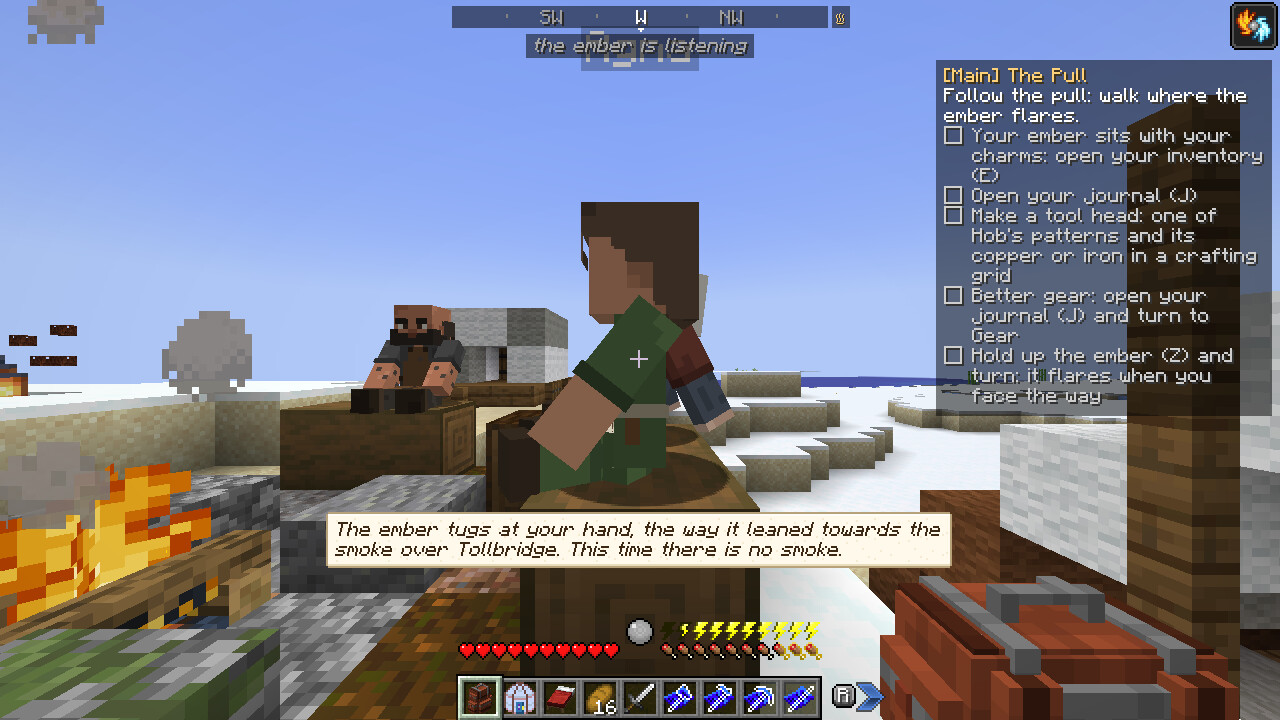 SW W NW
the ember is listening
[Main] The Pull
Follow the pull: walk where the
ember flares.
Your ember sits with your
charms: open your inventory
(E)
Open your journal (J)
Make a tool head: one of
Hob's patterns and its
copper or iron in a crafting
grid
Better gear: open your
journal (J) and turn to
Gear
Hold up the ember (Z) and
turn: it flares when you
face the way
The ember tugs at your hand, the way it leaned towards the
smoke over Tollbridge. This time there is no smoke.
16
R